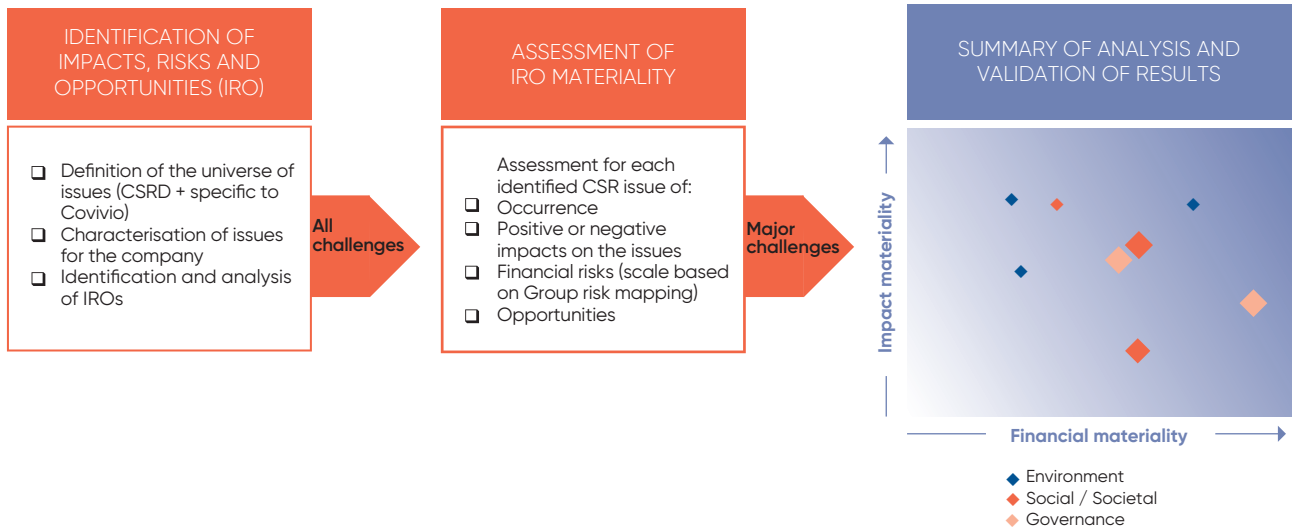 IDENTIFICATION OF
IMPACTS, RISKS AND
OPPORTUNITIES (IRO)
Definition of the universe of
issues (CSRD + specific to
Covivio)
Characterisation of issues
for the company
Identification and analysis
of IROs
All
challenges
ASSESSMENT OF
IRO MATERIALITY
Assessment for each
identified CSR issue of:
Occurrence
Positive or negative
impacts on the issues
Financial risks (scale based
on Group risk mapping)
Opportunities
Major
challenges
SUMMARY OF ANALYSIS AND
VALIDATION OF RESULTS
Impact materiality
Financial materiality
Environment
Social / Societal
Governance